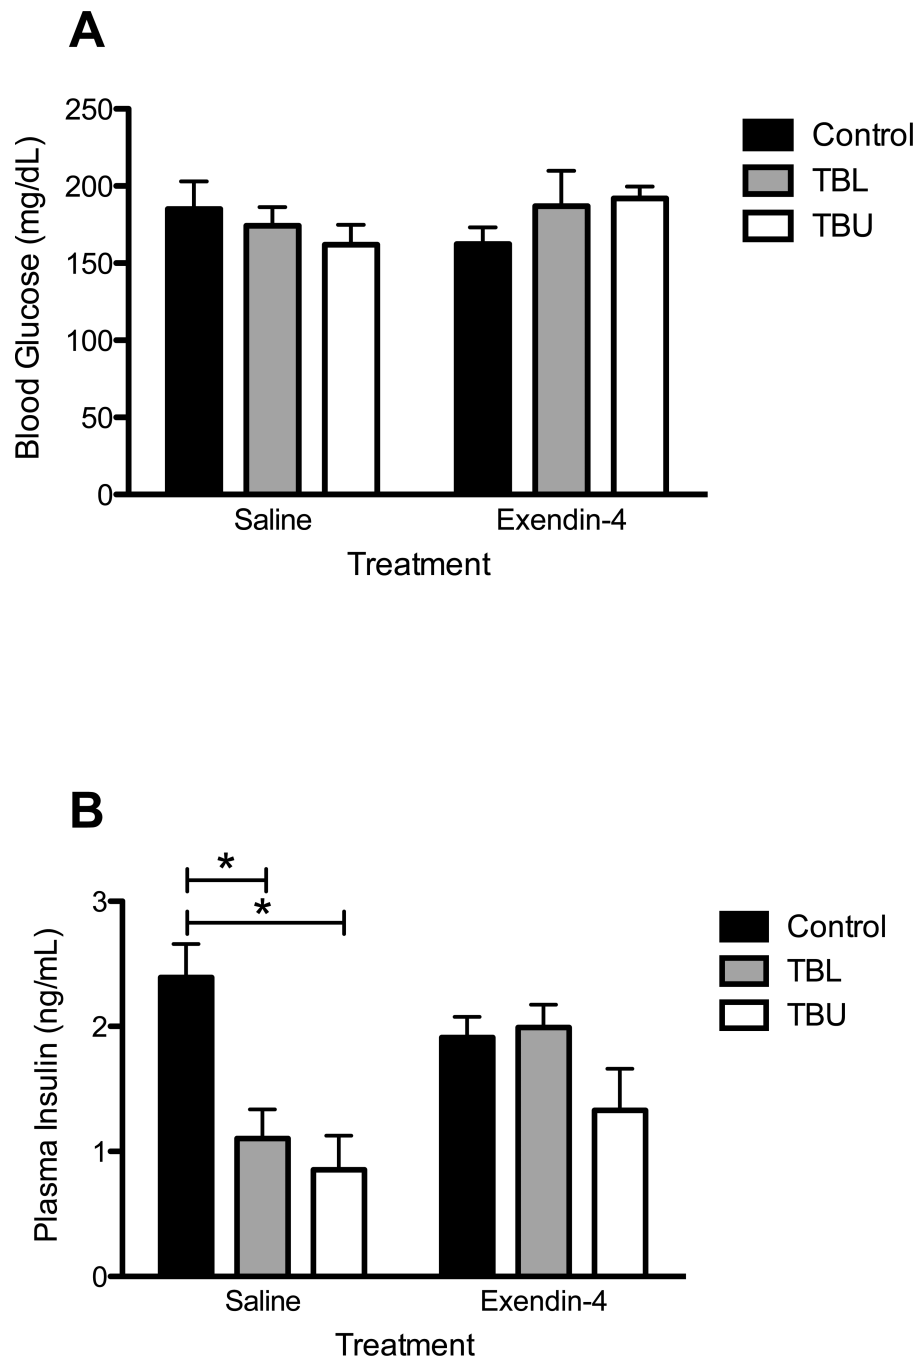 A
250
200
150
100
50
0
Blood Glucose (mg/dL)
Saline
Exendin-4
Treatment
Control
TBL
TBU
B
*
*
3
2
1
0
Plasma Insulin (ng/mL)
Saline
Exendin-4
Treatment
Control
TBL
TBU